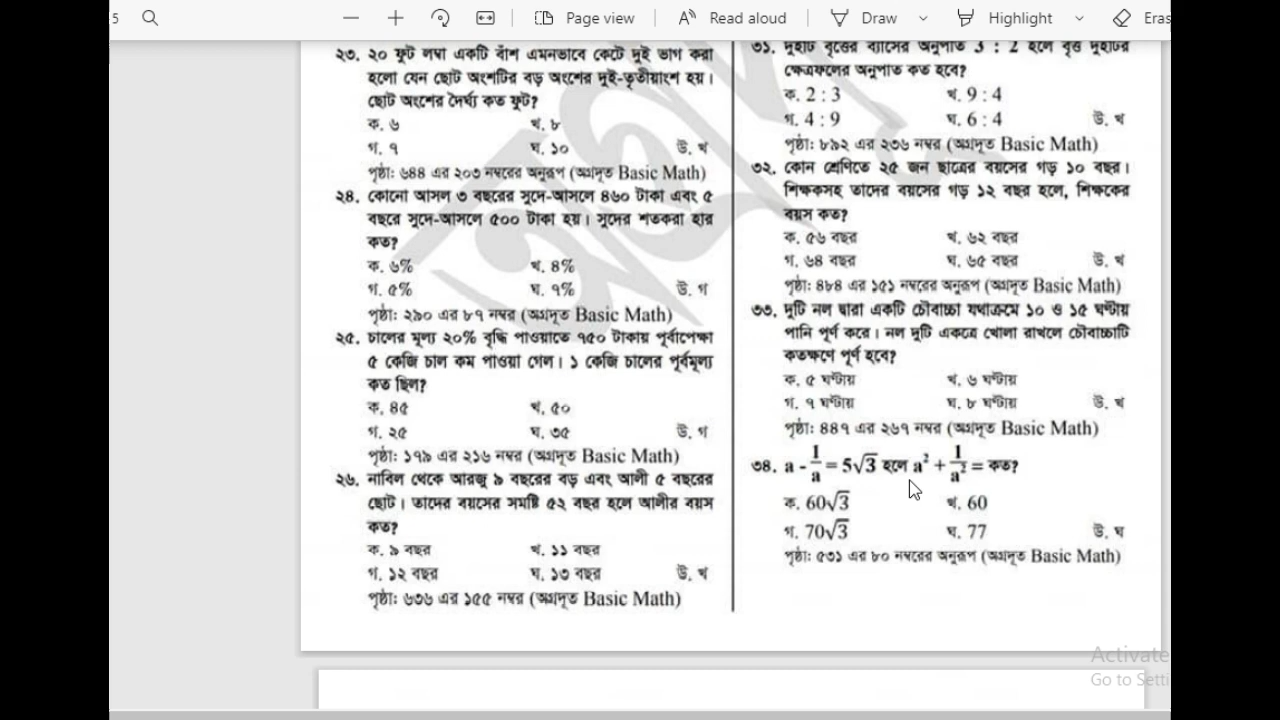 5
Page view
Read aloud
Draw
Highlight
Eras
২৩. ২০ ফুট লম্বা একটি বাঁশ এমনভাবে কেটে দুই ভাগ করা
হলো যেন ছোট অংশটির বড় অংশের দুই-তৃতীয়াংশ হয়।
ছোট অংশের দৈর্ঘ্য কত ফুট?
ক. ৬ খ. ৮
গ. ৭ ঘ. ১০ উ. খ
পৃষ্ঠা: ৬৪৪ এর ২০৩ নম্বরের অনুরূপ (অগ্রদূত Basic Math)
২৪. কোনো আসল ৩ বছরের সুদে-আসলে ৪৬০ টাকা এবং ৫
বছরে সুদে-আসলে ৫০০ টাকা হয়। সুদের শতকরা হার
কত?
ক. ৬% খ. ৪%
গ. ৫% ঘ. ৭% উ. গ
পৃষ্ঠা: ২৯০ এর ৮৭ নম্বর (অগ্রদূত Basic Math)
২৫. চালের মূল্য ২০% বৃদ্ধি পাওয়াতে ৭৫০ টাকায় পূর্বাপেক্ষা
৫ কেজি চাল কম পাওয়া গেল। ১ কেজি চালের পূর্বমূল্য
কত ছিল?
ক. ৪৫ খ. ৫০
গ. ২৫ ঘ. ৩৫ উ. গ
পৃষ্ঠা: ১৭৯ এর ২১৬ নম্বর (অগ্রদূত Basic Math)
২৬. নাবিল থেকে আরজু ৯ বছরের বড় এবং আলী ৫ বছরের
ছোট। তাদের বয়সের সমষ্টি ৫২ বছর হলে আলীর বয়স
কত?
ক. ৯ বছর খ. ১১ বছর
গ. ১২ বছর ঘ. ১৩ বছর উ. খ
পৃষ্ঠা: ৬৩৬ এর ১৫৫ নম্বর (অগ্রদূত Basic Math)
৩১. দুইটি বৃত্তের ব্যাসের অনুপাত 3 : 2 হলে বৃত্ত দুইটির
ক্ষেত্রফলের অনুপাত কত হবে?
ক. 2 : 3 খ. 9 : 4
গ. 4 : 9 ঘ. 6 : 4 উ. খ
পৃষ্ঠা: ৮৯২ এর ২৩৬ নম্বর (অগ্রদূত Basic Math)
৩২. কোন শ্রেণিতে ২৫ জন ছাত্রের বয়সের গড় ১০ বছর।
শিক্ষকসহ তাদের বয়সের গড় ১২ বছর হলে, শিক্ষকের
বয়স কত?
ক. ৫৬ বছর খ. ৬২ বছর
গ. ৬৪ বছর ঘ. ৬৫ বছর উ. খ
পৃষ্ঠা: ৪৮৪ এর ১৫১ নম্বরের অনুরূপ (অগ্রদূত Basic Math)
৩৩. দুটি নল দ্বারা একটি চৌবাচ্চা যথাক্রমে ১০ ও ১৫ ঘণ্টায়
পানি পূর্ণ করে। নল দুটি একত্রে খোলা রাখলে চৌবাচ্চাটি
কতক্ষণে পূর্ণ হবে?
ক. ৫ ঘণ্টায় খ. ৬ ঘণ্টায়
গ. ৭ ঘণ্টায় ঘ. ৮ ঘণ্টায় উ. খ
পৃষ্ঠা: ৪৪৭ এর ২৬৭ নম্বর (অগ্রদূত Basic Math)
৩৪. a - 1/a = 5√3 হলে a² + 1/a² = কত?
ক. 60√3 খ. 60
গ. 70√3 ঘ. 77 উ. ঘ
পৃষ্ঠা: ৫৩১ এর ৮০ নম্বরের অনুরূপ (অগ্রদূত Basic Math)
Activate
Go to Setti